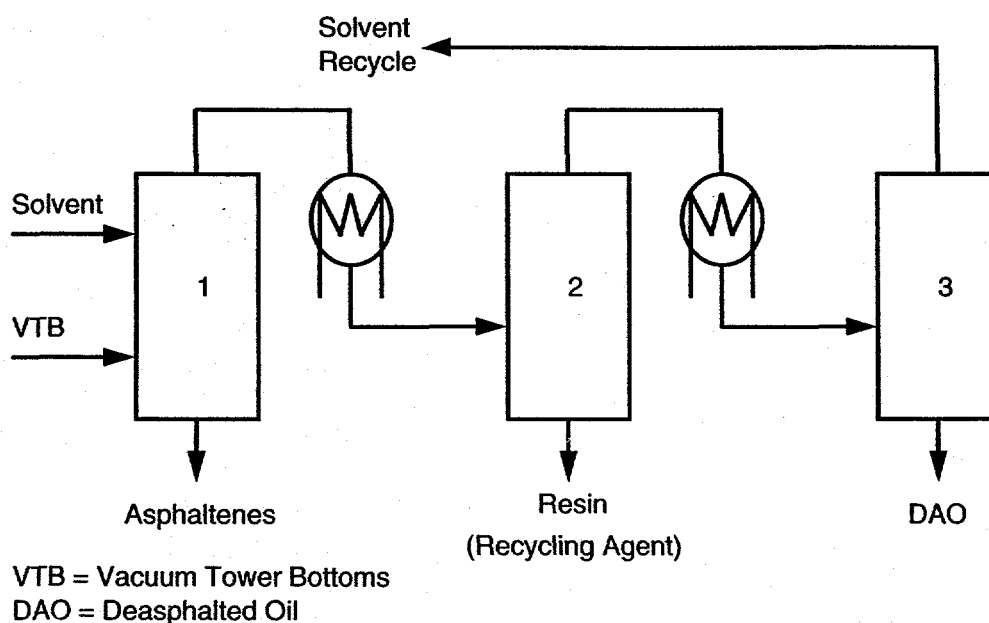 Solvent
Recycle
Solvent
VTB
1
2
3
Asphaltenes
Resin
(Recycling Agent)
DAO
VTB = Vacuum Tower Bottoms
DAO = Deasphalted Oil